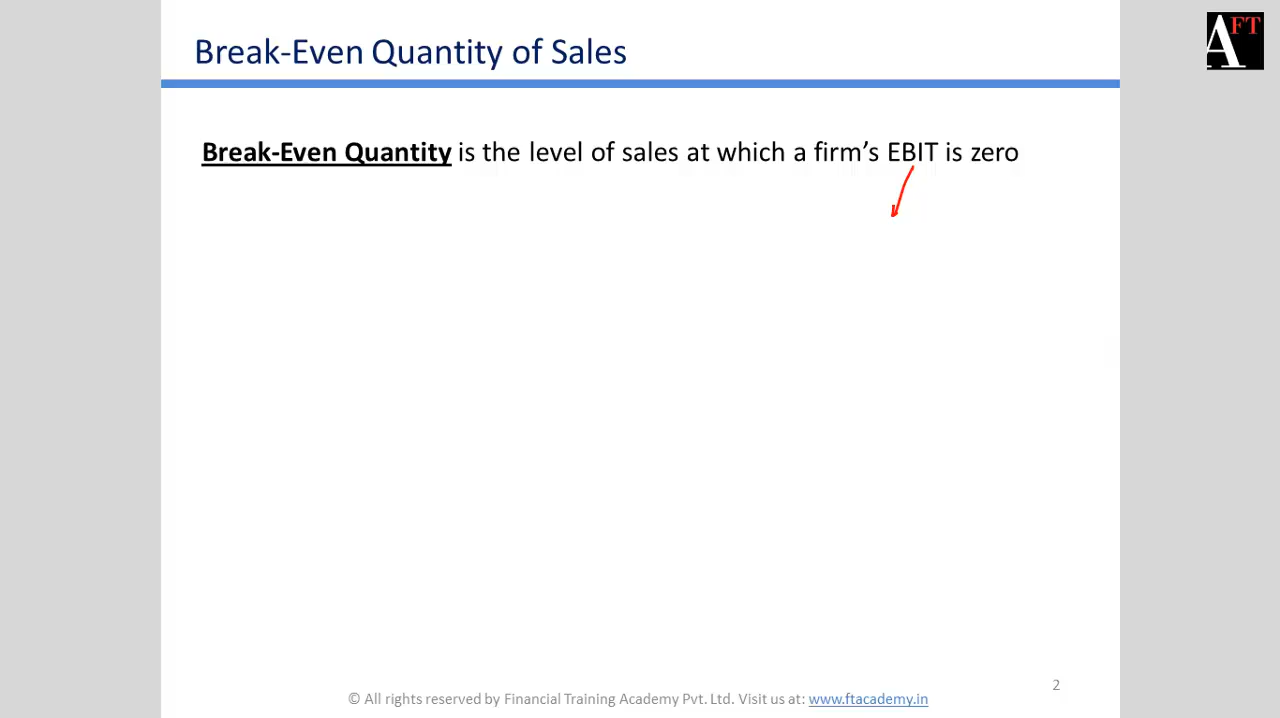 Break-Even Quantity of Sales
AFT
Break-Even Quantity is the level of sales at which a firm’s EBIT is zero
2
© All rights reserved by Financial Training Academy Pvt. Ltd. Visit us at: www.ftacademy.in